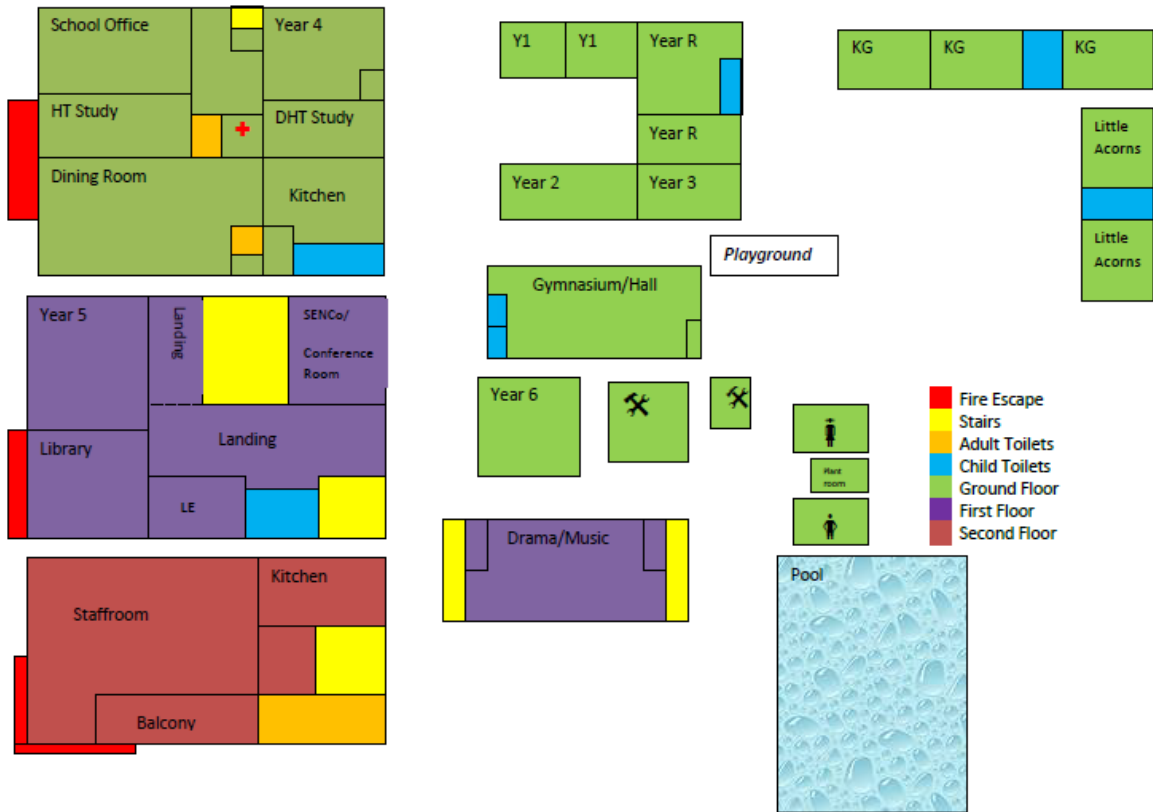 School Office
Year 4
HT Study
DHT Study
Dining Room
Kitchen
Y1
Y1
Year R
Year R
Year 2
Year 3
KG
KG
KG
Little
Acorns
Little
Acorns
Playground
Gymnasium/Hall
Year 5
Landing
SENCo/
Conference
Room
Library
Landing
LE
Year 6
Plant
room
Fire Escape
Stairs
Adult Toilets
Child Toilets
Ground Floor
First Floor
Second Floor
Drama/Music
Pool
Staffroom
Kitchen
Balcony